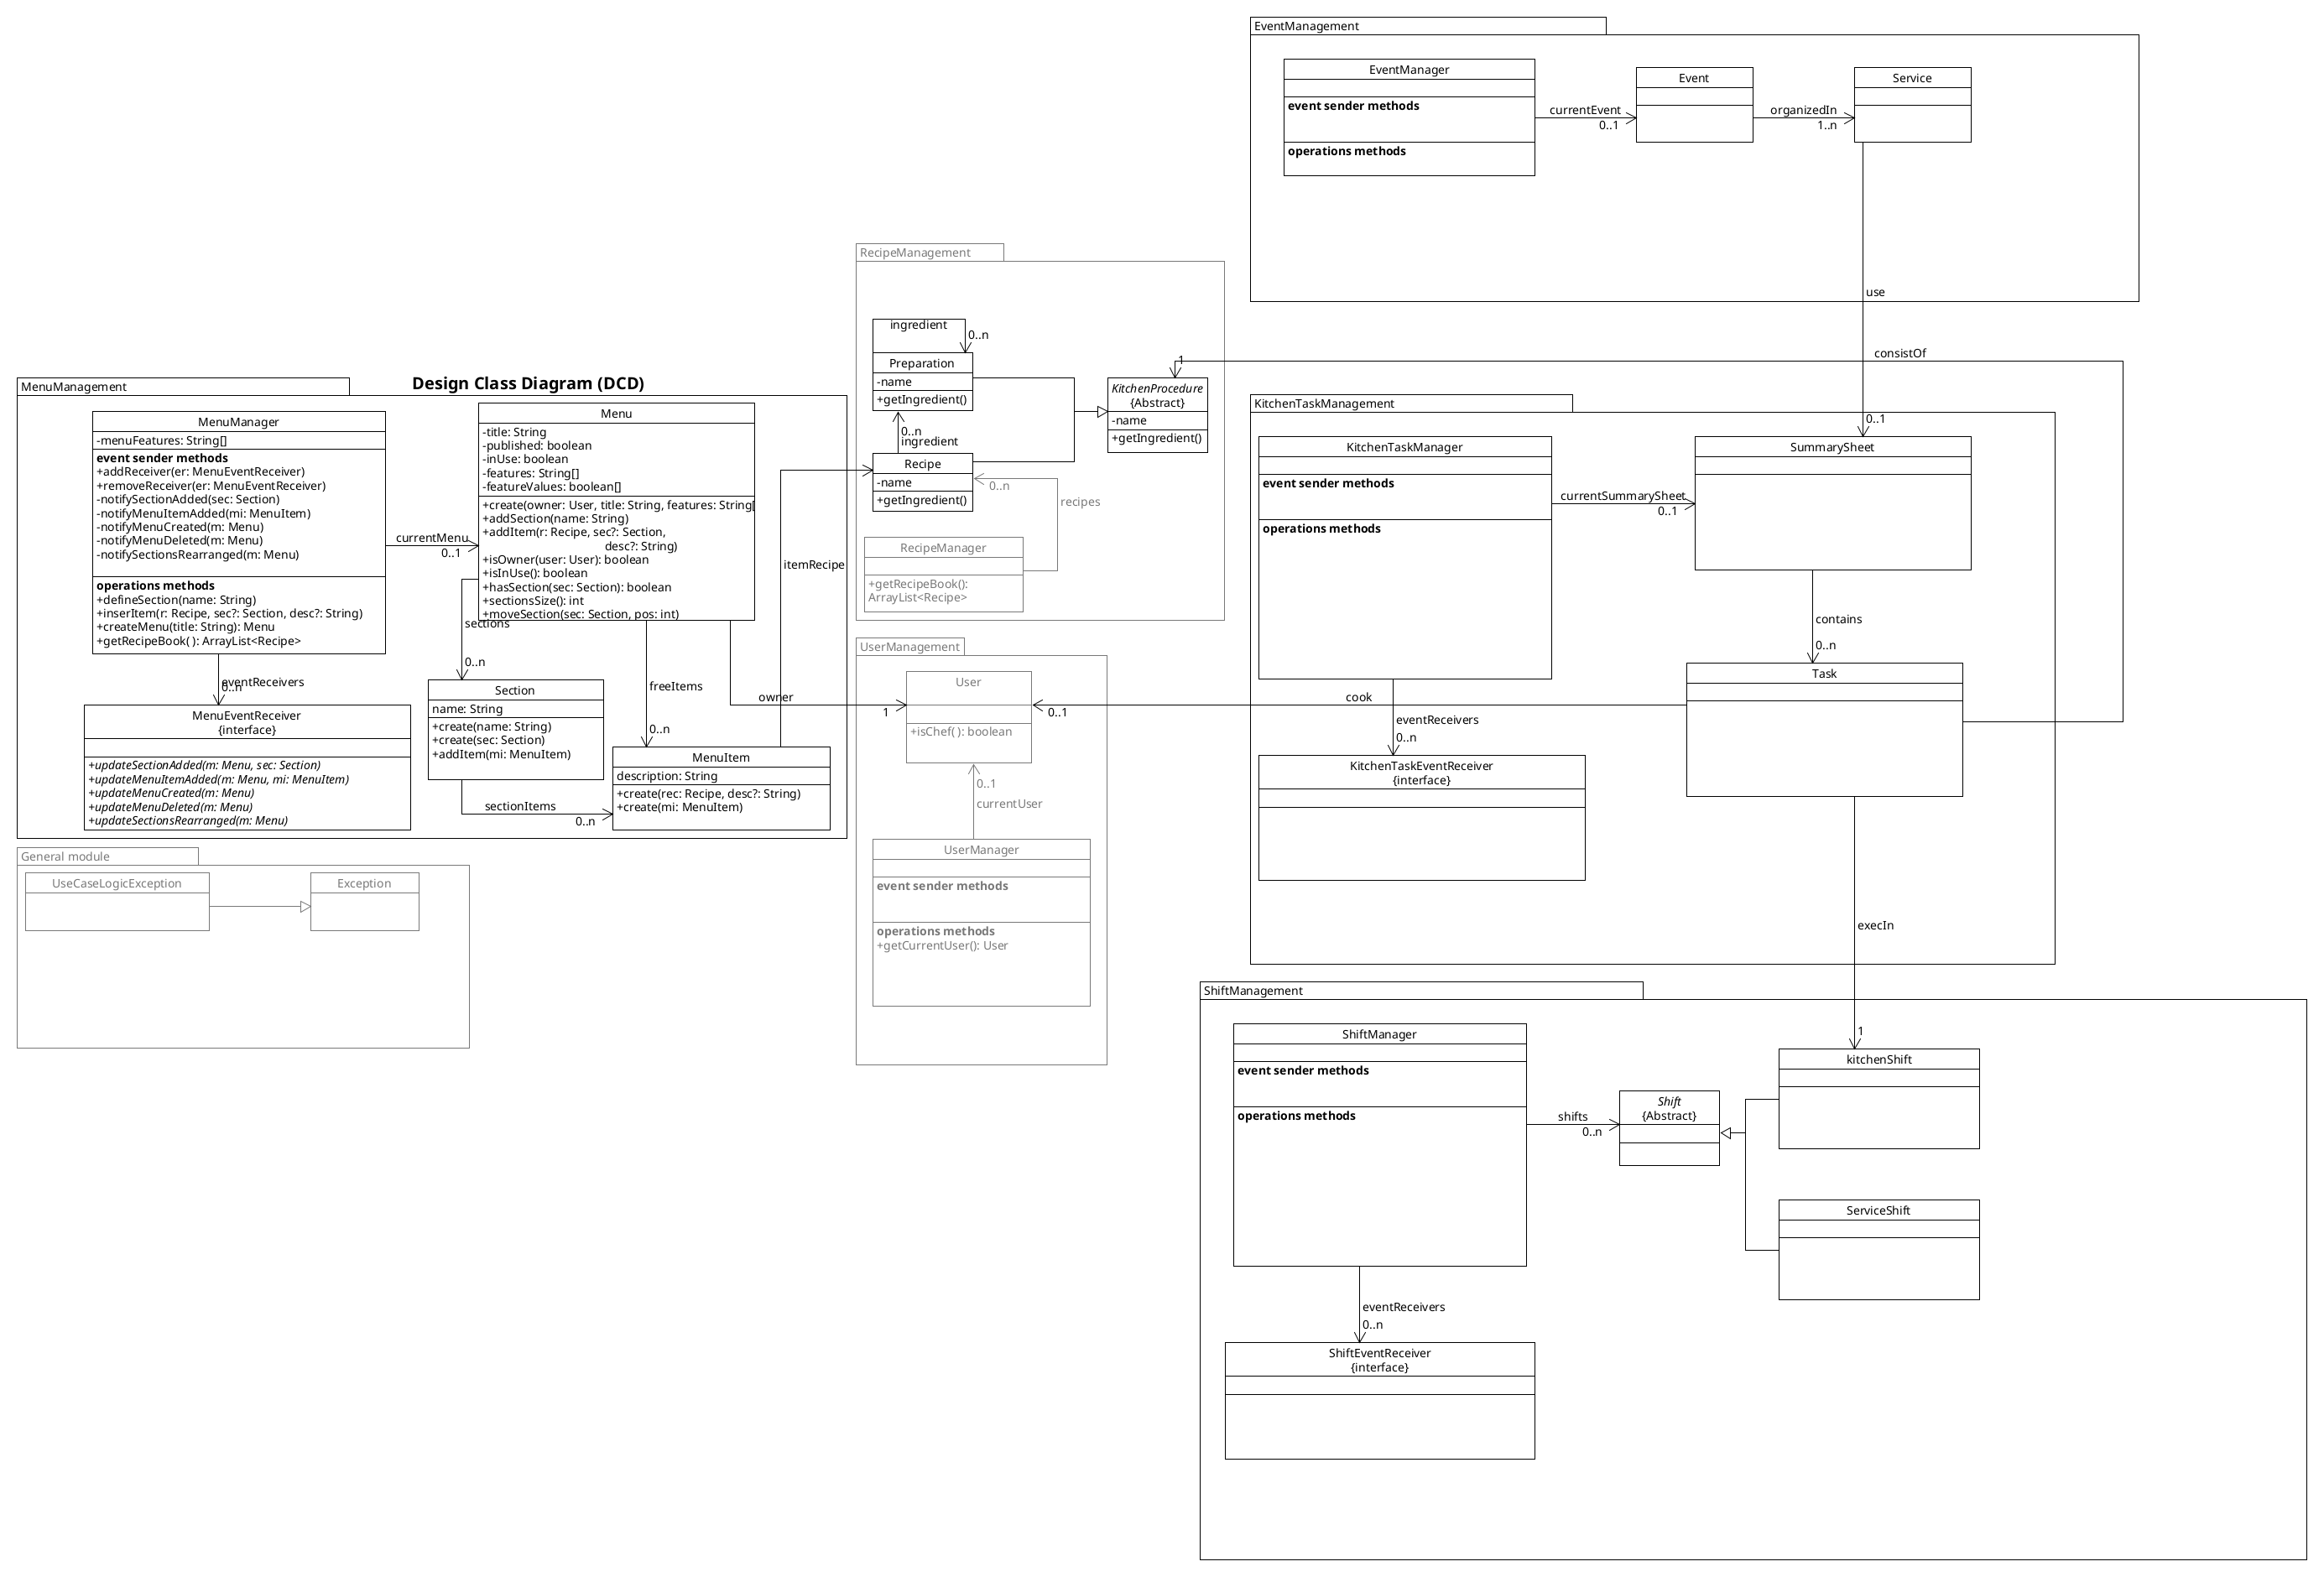 EventManagement
EventManager
event sender methods
operations methods
currentEvent
0..1
Event
organizedIn
1..n
Service
use
RecipeManagement
ingredient
0..n
Preparation
-name
+getIngredient()
0..n
ingredient
Recipe
-name
+getIngredient()
0..n
recipes
RecipeManager
+getRecipeBook():
ArrayList<Recipe>
1
KitchenProcedure
{Abstract}
-name
+getIngredient()
consistOf
Design Class Diagram (DCD)
MenuManagement
MenuManager
-menuFeatures: String[]
event sender methods
+addReceiver(er: MenuEventReceiver)
+removeReceiver(er: MenuEventReceiver)
-notifySectionAdded(sec: Section)
-notifyMenuItemAdded(mi: MenuItem)
-notifyMenuCreated(m: Menu)
-notifyMenuDeleted(m: Menu)
-notifySectionsRearranged(m: Menu)
operations methods
+defineSection(name: String)
+inserItem(r: Recipe, sec?: Section, desc?: String)
+createMenu(title: String): Menu
+getRecipeBook( ): ArrayList<Recipe>
currentMenu
0..1
Menu
-title: String
-published: boolean
-inUse: boolean
-features: String[]
-featureValues: boolean[]
+create(owner: User, title: String, features: String[
+addSection(name: String)
+addItem(r: Recipe, sec?: Section,
desc?: String)
+isOwner(user: User): boolean
+isInUse(): boolean
+hasSection(sec: Section): boolean
+sectionsSize(): int
+moveSection(sec: Section, pos: int)
itemRecipe
sections
0..n
eventReceivers
0..n
MenuEventReceiver
{interface}
+updateSectionAdded(m: Menu, sec: Section)
+updateMenuItemAdded(m: Menu, mi: MenuItem)
+updateMenuCreated(m: Menu)
+updateMenuDeleted(m: Menu)
+updateSectionsRearranged(m: Menu)
Section
name: String
+create(name: String)
+create(sec: Section)
+addItem(mi: MenuItem)
sectionItems
0..n
freeItems
0..n
MenuItem
description: String
+create(rec: Recipe, desc?: String)
+create(mi: MenuItem)
owner
1
UserManagement
User
+isChef( ): boolean
0..1
currentUser
UserManager
event sender methods
operations methods
+getCurrentUser(): User
General module
UseCaseLogicException
Exception
KitchenTaskManagement
KitchenTaskManager
event sender methods
operations methods
currentSummarySheet
0..1
0..1
SummarySheet
contains
0..n
Task
cook
0..1
eventReceivers
0..n
KitchenTaskEventReceiver
{interface}
execIn
ShiftManagement
ShiftManager
event sender methods
operations methods
shifts
0..n
Shift
{Abstract}
1
kitchenShift
ServiceShift
eventReceivers
0..n
ShiftEventReceiver
{interface}